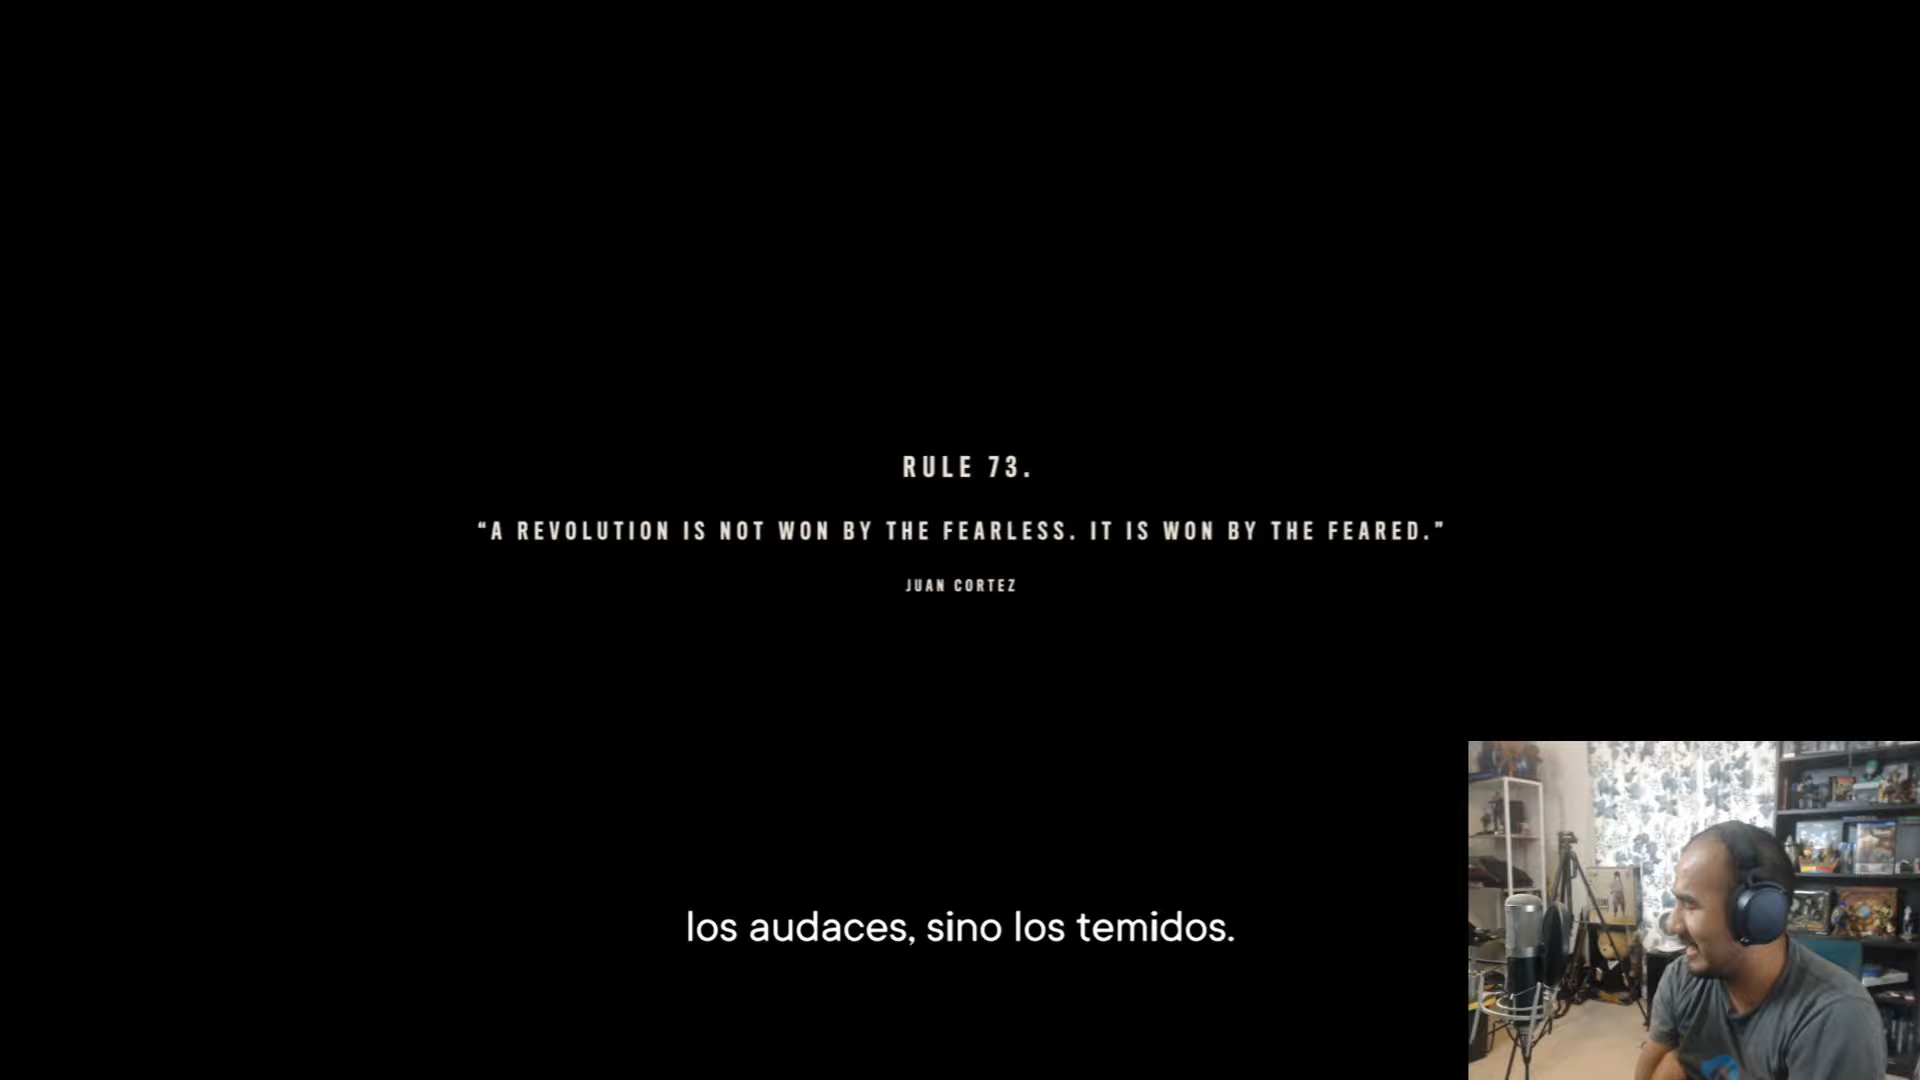 RULE 73.
“A REVOLUTION IS NOT WON BY THE FEARLESS. IT IS WON BY THE FEARED.”
JUAN CORTEZ
los audaces, sino los temidos.